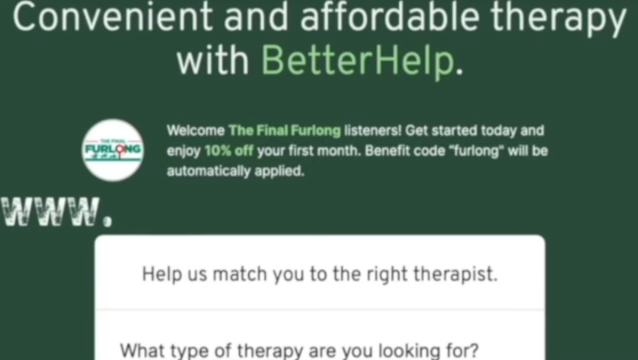 Convenient and affordable therapy
with BetterHelp.
Welcome The Final Furlong listeners! Get started today and
THE FINAL
FURLONG
enjoy 10% off your first month. Benefit code "furlong" will be
automatically applied.
www.
Help us match you to the right therapist.
What type of therapy are you looking for?